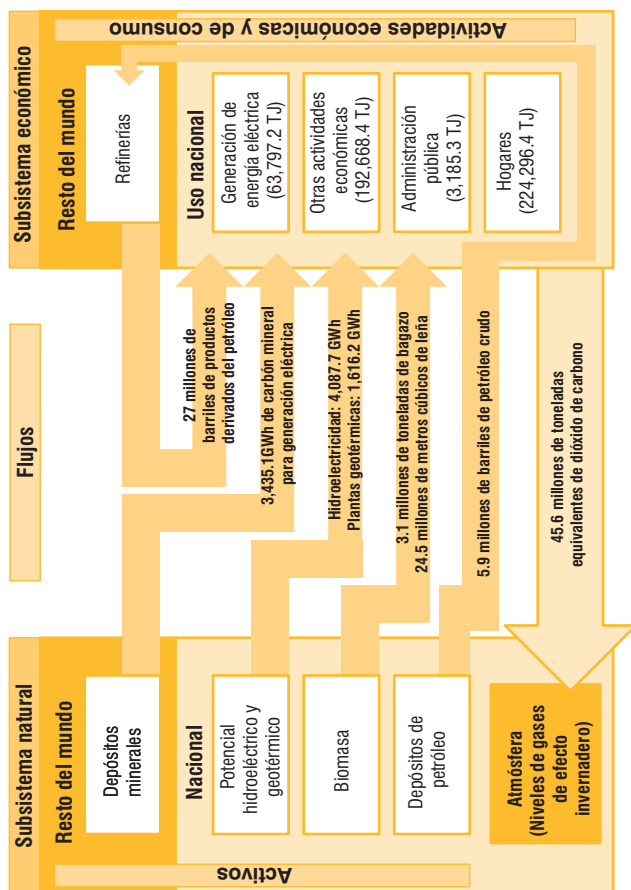 Subsistema natural
Flujos
Subsistema económico
Activos
Resto del mundo
Depósitos
minerales
Nacional
Potencial
hidroeléctrico y
geotérmico
Biomasa
Depósitos de
petróleo
Atmósfera
(Niveles de gases
de efecto
invernadero)
27 millones de
barriles de productos
derivados del petróleo
3,435.1GWh de carbón mineral
para generación eléctrica
Hidroelectricidad: 4,087.7 GWh
Plantas geotérmicas: 1,616.2 GWh
3.1 millones de toneladas de bagazo
24.5 millones de metros cúbicos de leña
5.9 millones de barriles de petróleo crudo
45.6 millones de toneladas
equivalentes de dióxido de carbono
Resto del mundo
Refinerías
Uso nacional
Generación de
energía eléctrica
(63,797.2 TJ)
Otras actividades
económicas
(192,668.4 TJ)
Administración
pública
(3,185.3 TJ)
Hogares
(224,296.4 TJ)
Actividades económicas y de consumo